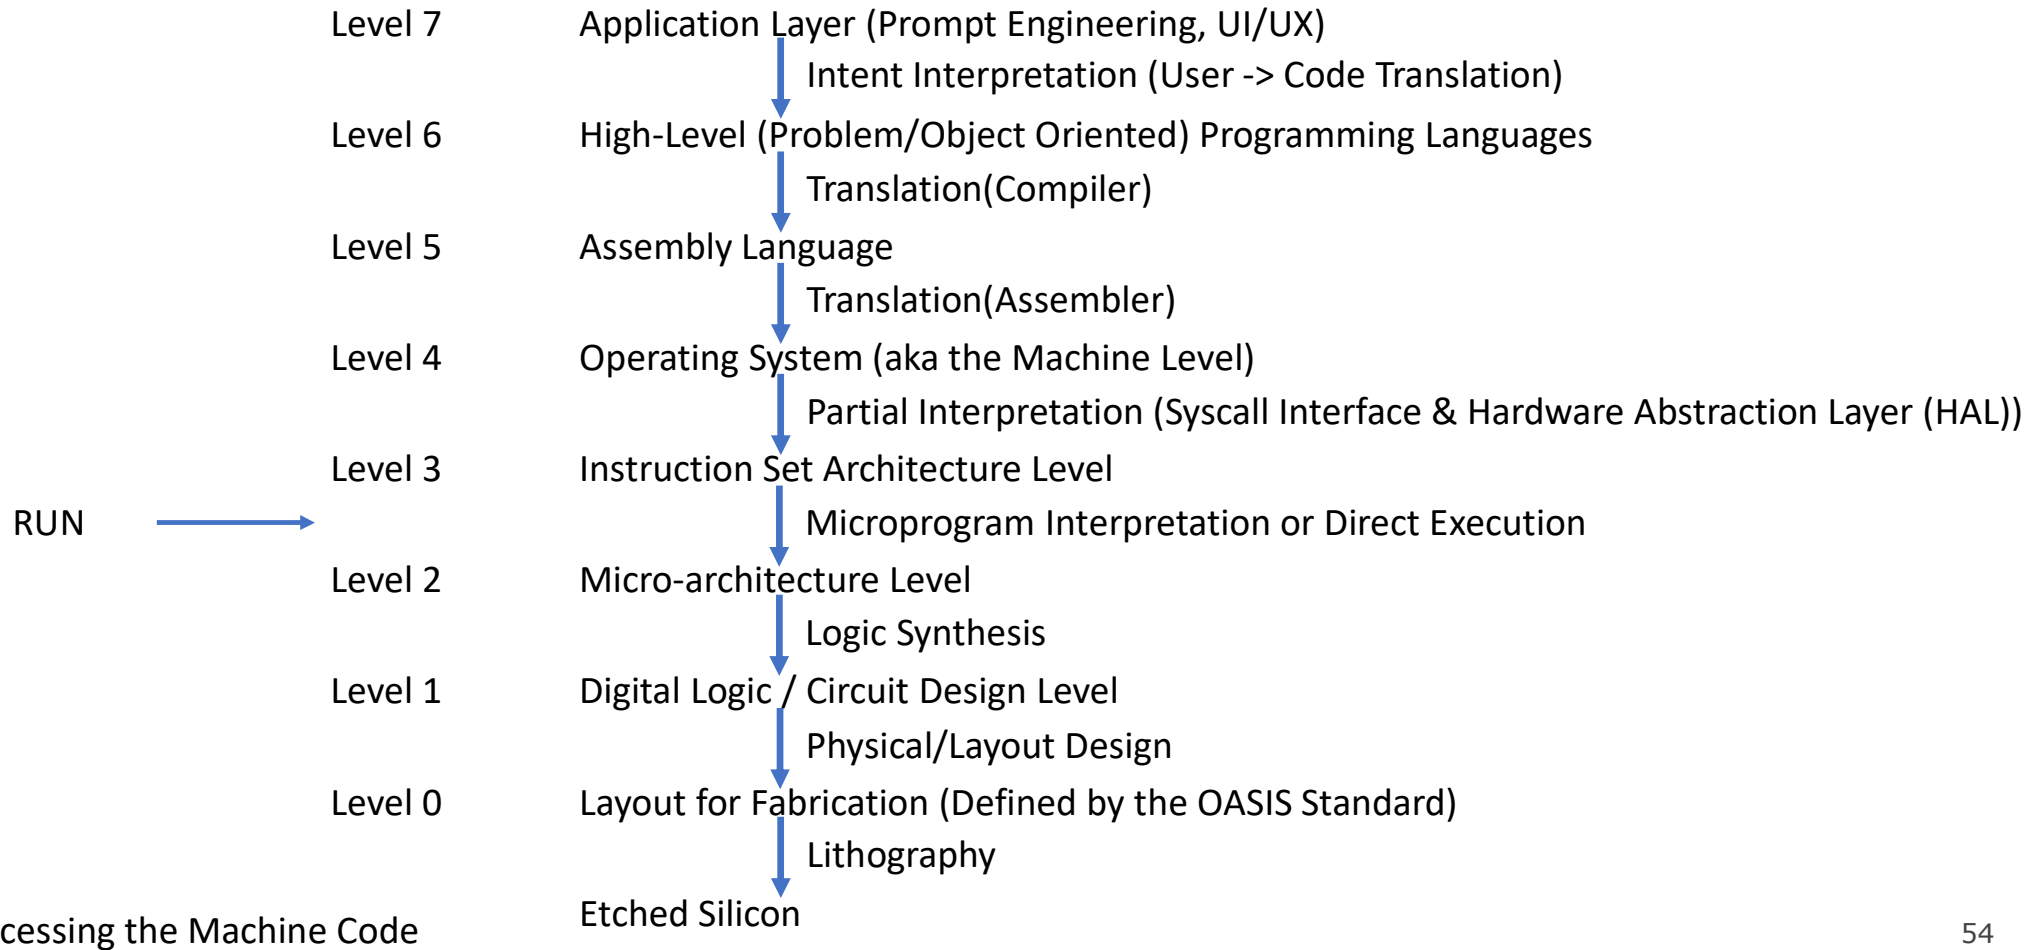 Level 7 Application Layer (Prompt Engineering, UI/UX)
Intent Interpretation (User -> Code Translation)
Level 6 High-Level (Problem/Object Oriented) Programming Languages
Translation(Compiler)
Level 5 Assembly Language
Translation(Assembler)
Level 4 Operating System (aka the Machine Level)
Partial Interpretation (Syscall Interface & Hardware Abstraction Layer (HAL))
Level 3 Instruction Set Architecture Level
RUN Microprogram Interpretation or Direct Execution
Level 2 Micro-architecture Level
Logic Synthesis
Level 1 Digital Logic / Circuit Design Level
Physical/Layout Design
Level 0 Layout for Fabrication (Defined by the OASIS Standard)
Lithography
Etched Silicon
cessing the Machine Code 54